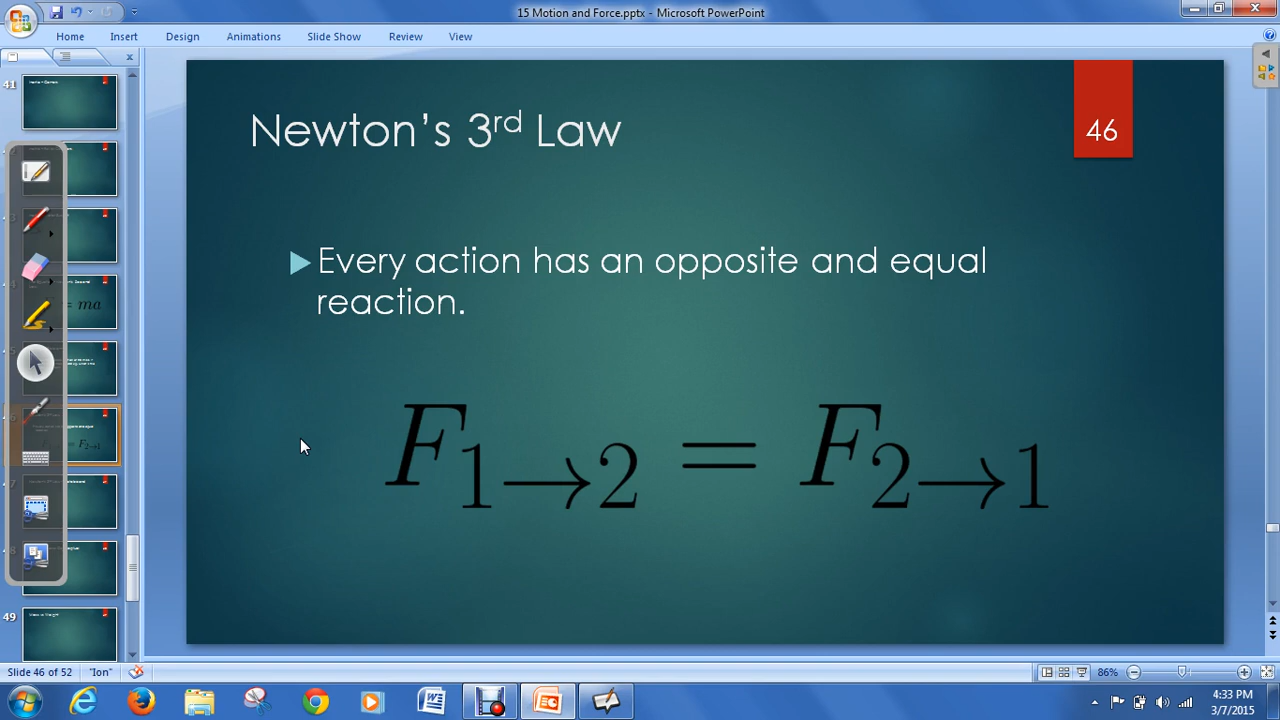 15 Motion and Force.pptx - Microsoft PowerPoint
Home Insert Design Animations Slide Show Review View
41
49
= ma
Newton's 3rd Law
46
Every action has an opposite and equal
reaction.
F1→2 = F2→1
Slide 46 of 52 "Ion" 86%
4:33 PM
3/7/2015